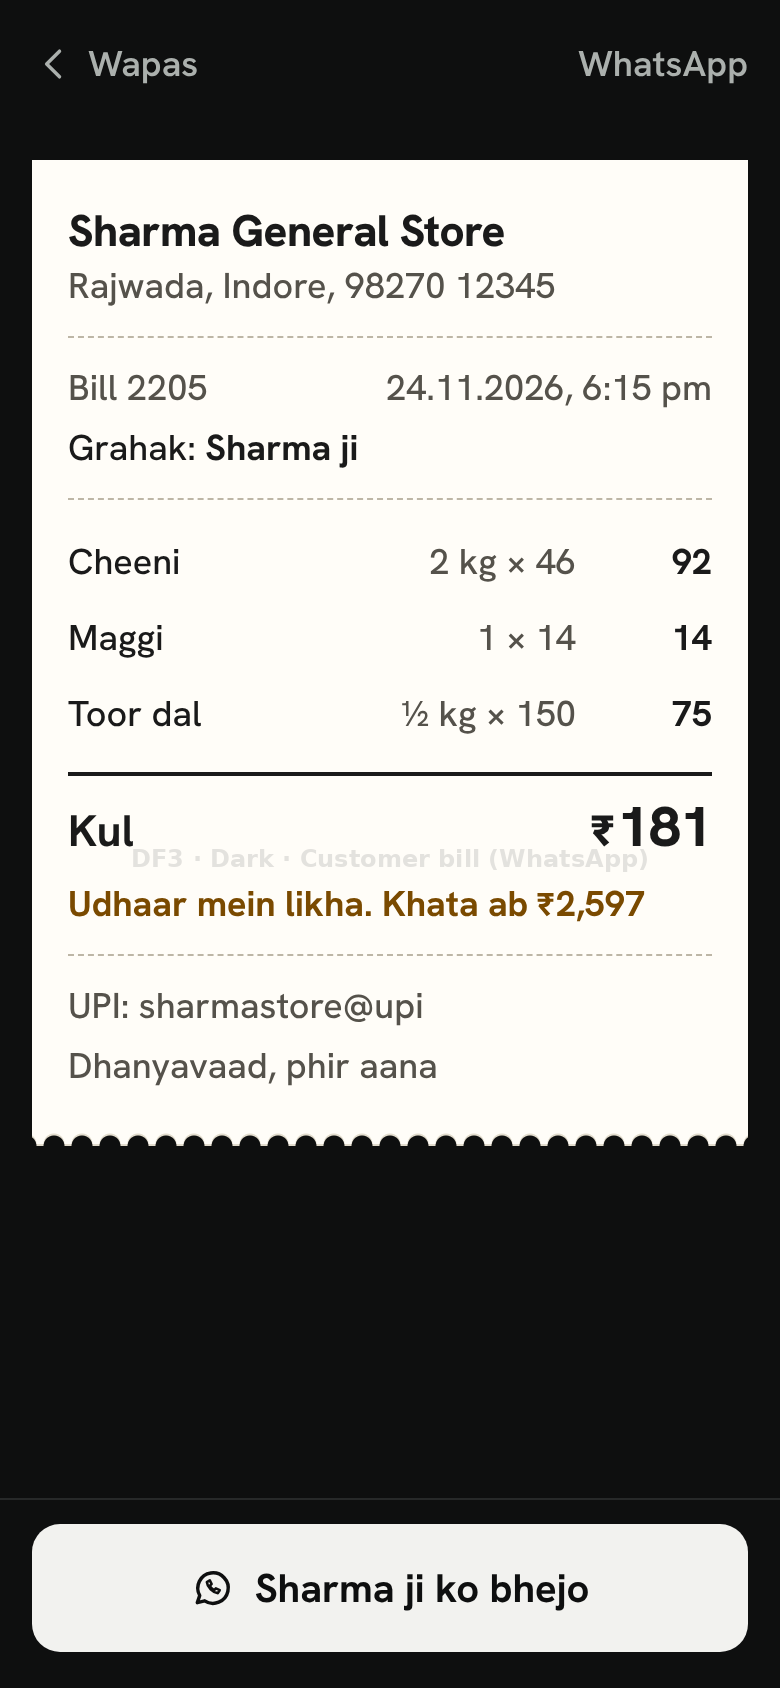 Wapas WhatsApp
Sharma General Store
Rajwada, Indore, 98270 12345
Bill 2205 24.11.2026, 6:15 pm
Grahak: Sharma ji
Cheeni 2 kg × 46 92
Maggi 1 × 14 14
Toor dal ½ kg × 150 75
Kul ₹181
DF3 · Dark · Customer bill (WhatsApp)
Udhaar mein likha. Khata ab ₹2,597
UPI: sharmastore@upi
Dhanyavaad, phir aana
Sharma ji ko bhejo